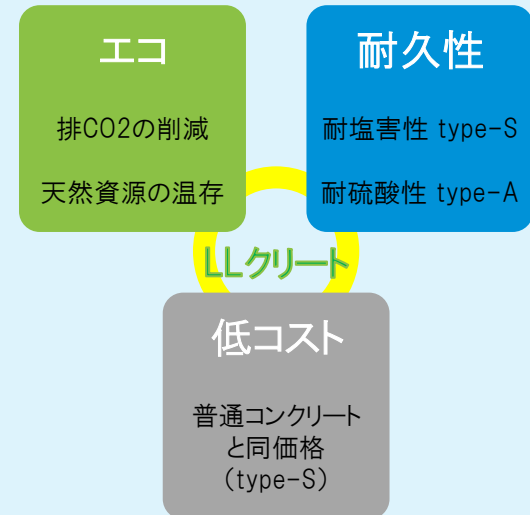 エコ
排CO2の削減
天然資源の温存
耐久性
耐塩害性 type-S
耐硫酸性 type-A
LLクリート
低コスト
普通コンクリート
と同価格
(type-S)